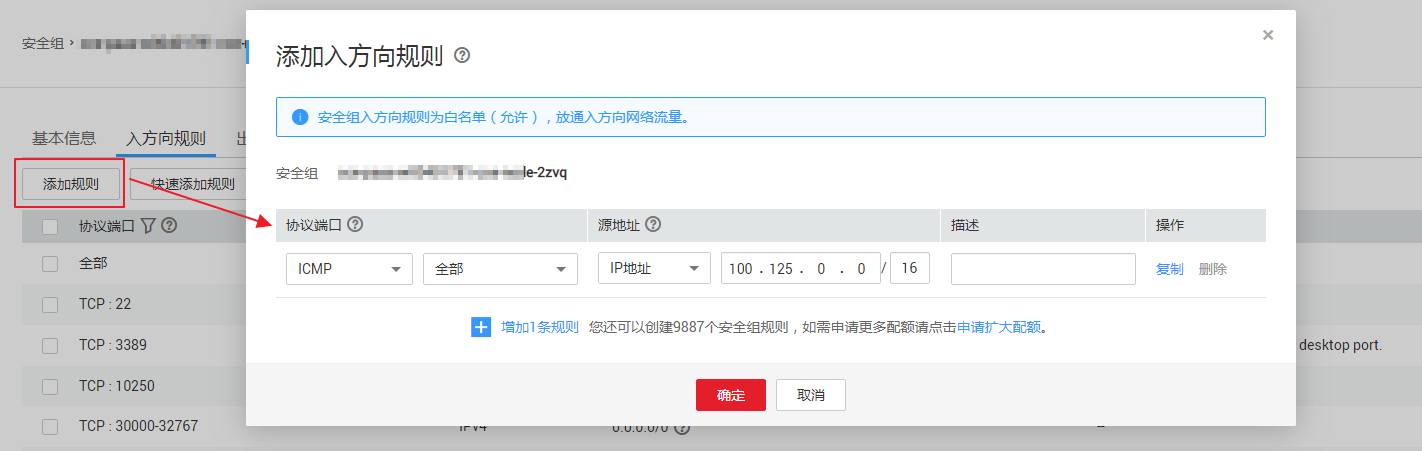 安全组 ›
添加入方向规则
安全组入方向规则为白名单（允许），放通入方向网络流量。
基本信息 入方向规则
安全组 de-2zvq
添加规则 快速添加规则
协议端口 源地址 描述 操作
协议端口
全部
ICMP 全部 IP地址 100 . 125 . 0 . 0 / 16 复制 删除
TCP : 22
增加1条规则 您还可以创建9887个安全组规则，如需申请更多配额请点击申请扩大配额。
TCP : 3389 desktop port.
TCP : 10250
确定 取消
TCP : 30000-32767 IPv4 0.0.0.0/0